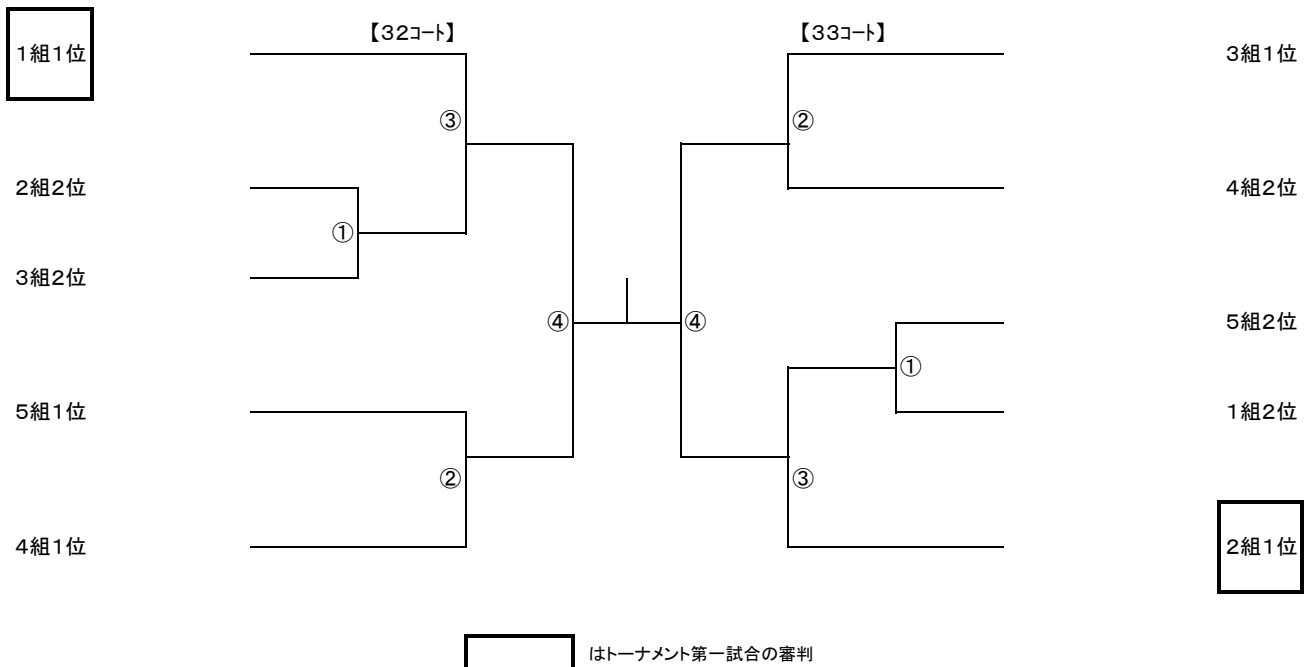 【32コート】
【33コート】
1組1位
3組1位
③
②
2組2位
4組2位
①
3組2位
④
④
5組2位
①
5組1位
1組2位
②
③
4組1位
2組1位
はトーナメント第一試合の審判